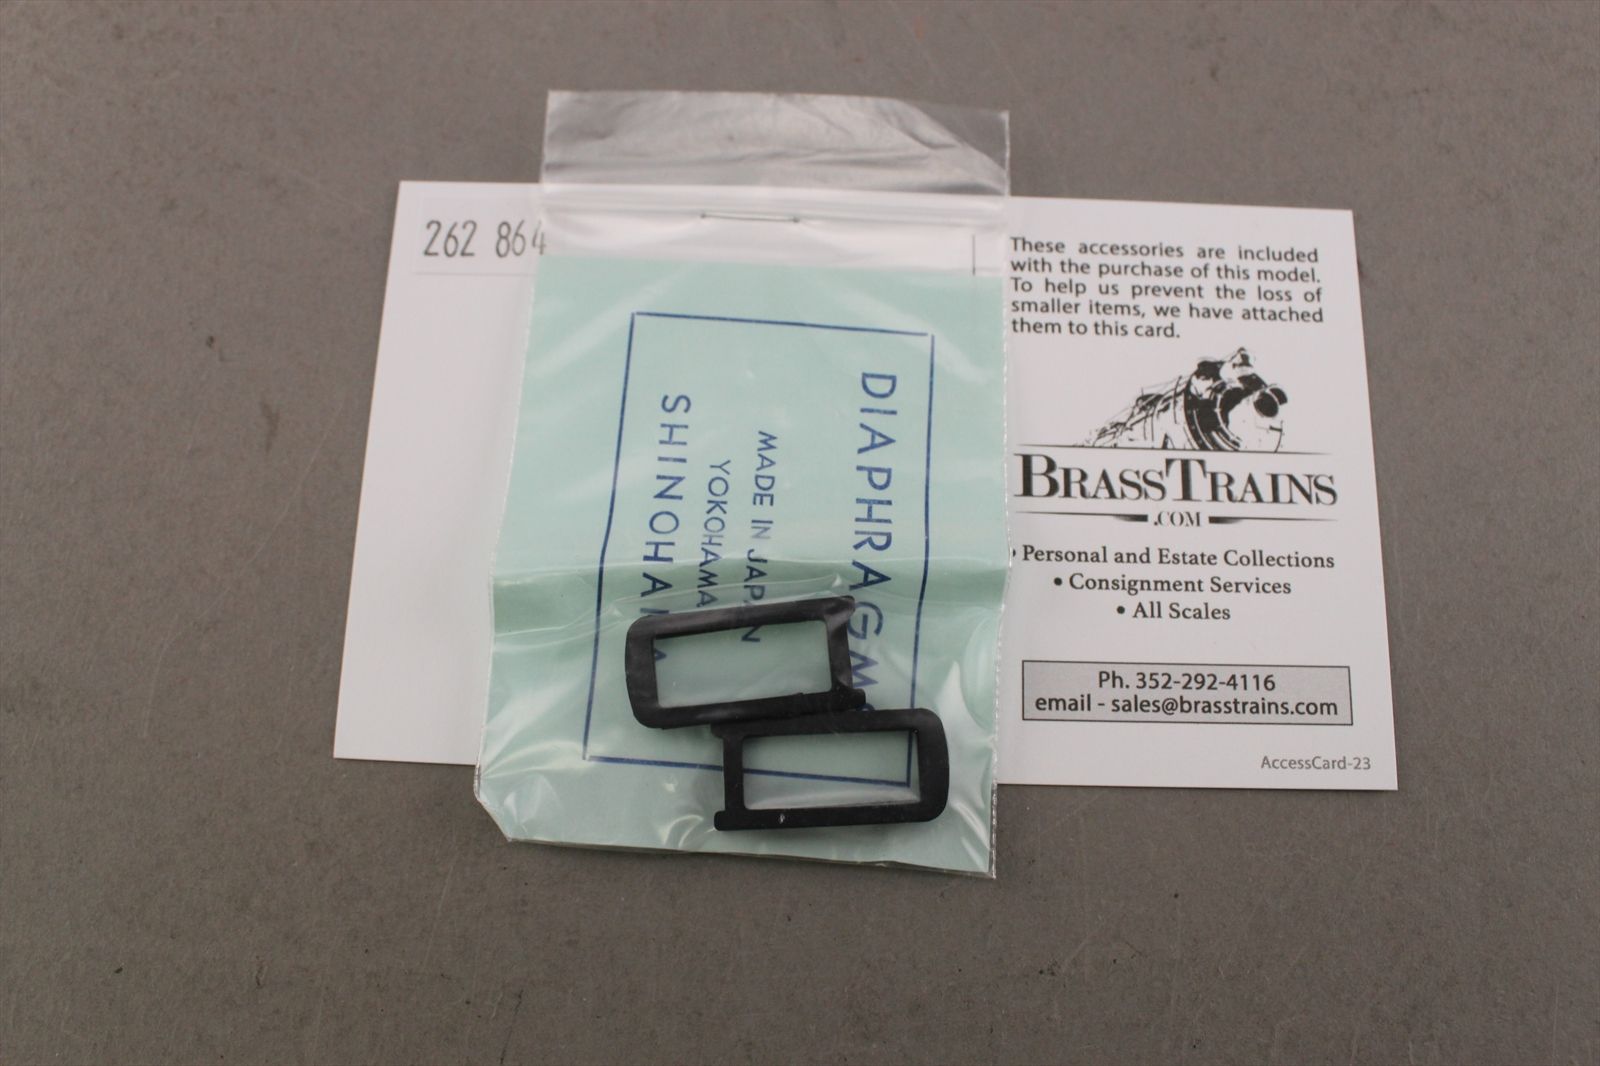 262 864
DIAPHRAGMS
MADE IN JAPAN
YOKOHAMA
SHINOHARA
These accessories are included
with the purchase of this model.
To help us prevent the loss of
smaller items, we have attached
them to this card.
BRASSTRAINS
.COM
• Personal and Estate Collections
• Consignment Services
• All Scales
Ph. 352-292-4116
email - sales@brasstrains.com
AccessCard-23